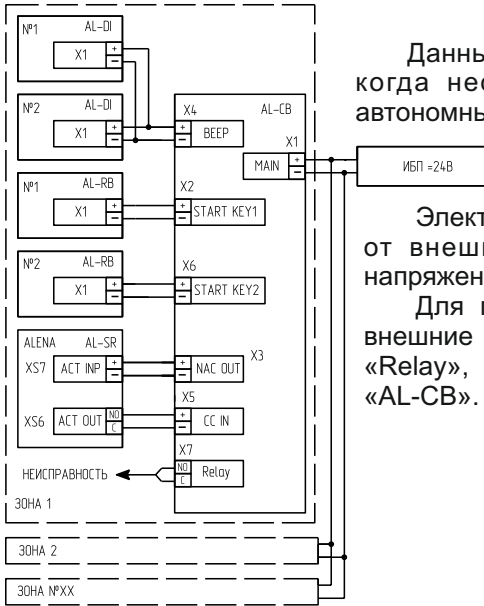 №1 AL-DI
X1 + −
№2 AL-DI
X1 + −
X4 AL-CB
+ − BEEP
X1
MAIN + −
ИБП =24В
№1 AL-RB
X1 + −
X2
+ − START KEY1
№2 AL-RB
X1 + −
X6
+ − START KEY2
ALENA AL-SR
XS7 ACT INP + −
X3
+ − NAC OUT
XS6 ACT OUT NO C
X5
+ − CC IN
X7
NO C Relay
НЕИСПРАВНОСТЬ
ЗОНА 1
ЗОНА 2
ЗОНА №XX
когда
автономны
Элект
от внеш
напряжен
Для
внешние
«Relay»,
«AL-CB».